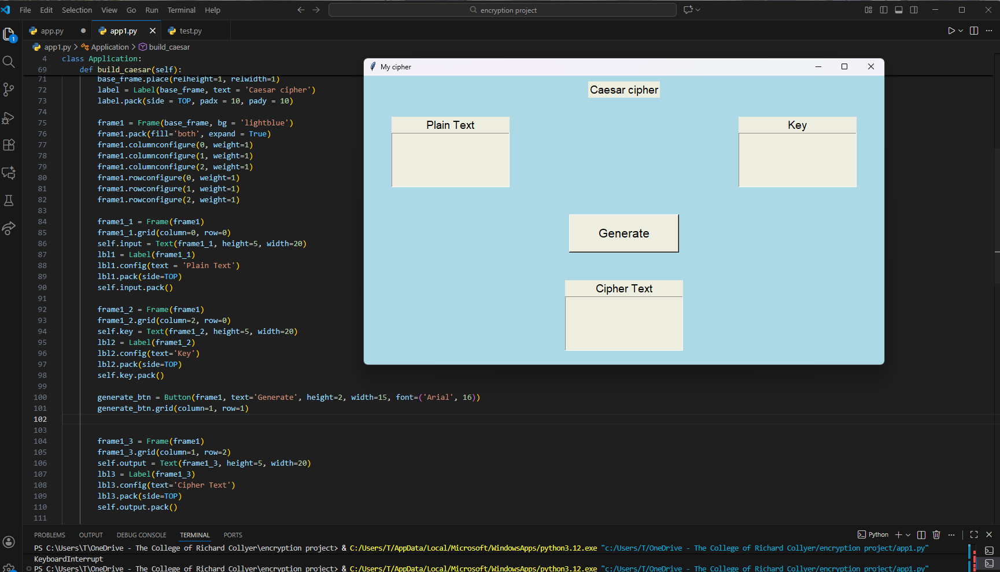 File Edit Selection View Go Run Terminal Help
encryption project
app.py
app1.py
test.py
app1.py > Application > build_caesar
4 class Application:
69 def build_caesar(self):
71 base_frame.place(relheight=1, relwidth=1)
72 label = Label(base_frame, text = 'Caesar cipher')
73 label.pack(side = TOP, padx = 10, pady = 10)
74
75 frame1 = Frame(base_frame, bg = 'lightblue')
76 frame1.pack(fill='both', expand = True)
77 frame1.columnconfigure(0, weight=1)
78 frame1.columnconfigure(1, weight=1)
79 frame1.columnconfigure(2, weight=1)
80 frame1.rowconfigure(0, weight=1)
81 frame1.rowconfigure(1, weight=1)
82 frame1.rowconfigure(2, weight=1)
83
84 frame1_1 = Frame(frame1)
85 frame1_1.grid(column=0, row=0)
86 self.input = Text(frame1_1, height=5, width=20)
87 lbl1 = Label(frame1_1)
88 lbl1.config(text = 'Plain Text')
89 lbl1.pack(side=TOP)
90 self.input.pack()
91
92 frame1_2 = Frame(frame1)
93 frame1_2.grid(column=2, row=0)
94 self.key = Text(frame1_2, height=5, width=20)
95 lbl2 = Label(frame1_2)
96 lbl2.config(text='Key')
97 lbl2.pack(side=TOP)
98 self.key.pack()
99
100 generate_btn = Button(frame1, text='Generate', height=2, width=15, font=('Arial', 16))
101 generate_btn.grid(column=1, row=1)
102
103
104 frame1_3 = Frame(frame1)
105 frame1_3.grid(column=1, row=2)
106 self.output = Text(frame1_3, height=5, width=20)
107 lbl3 = Label(frame1_3)
108 lbl3.config(text='Cipher Text')
109 lbl3.pack(side=TOP)
110 self.output.pack()
111
My cipher
Caesar cipher
Plain Text
Key
Generate
Cipher Text
1
PROBLEMS OUTPUT DEBUG CONSOLE TERMINAL PORTS
Python
PS C:\Users\T\OneDrive - The College of Richard Collyer\encryption project> & C:/Users/T/AppData/Local/Microsoft/WindowsApps/python3.12.exe "c:/Users/T/OneDrive - The College of Richard Collyer/encryption project/app1.py"
KeyboardInterrupt
PS C:\Users\T\OneDrive - The College of Richard Collyer\encryption project> & C:/Users/T/AppData/Local/Microsoft/WindowsApps/python3.12.exe "c:/Users/T/OneDrive - The College of Richard Collyer/encryption project/app1.py"